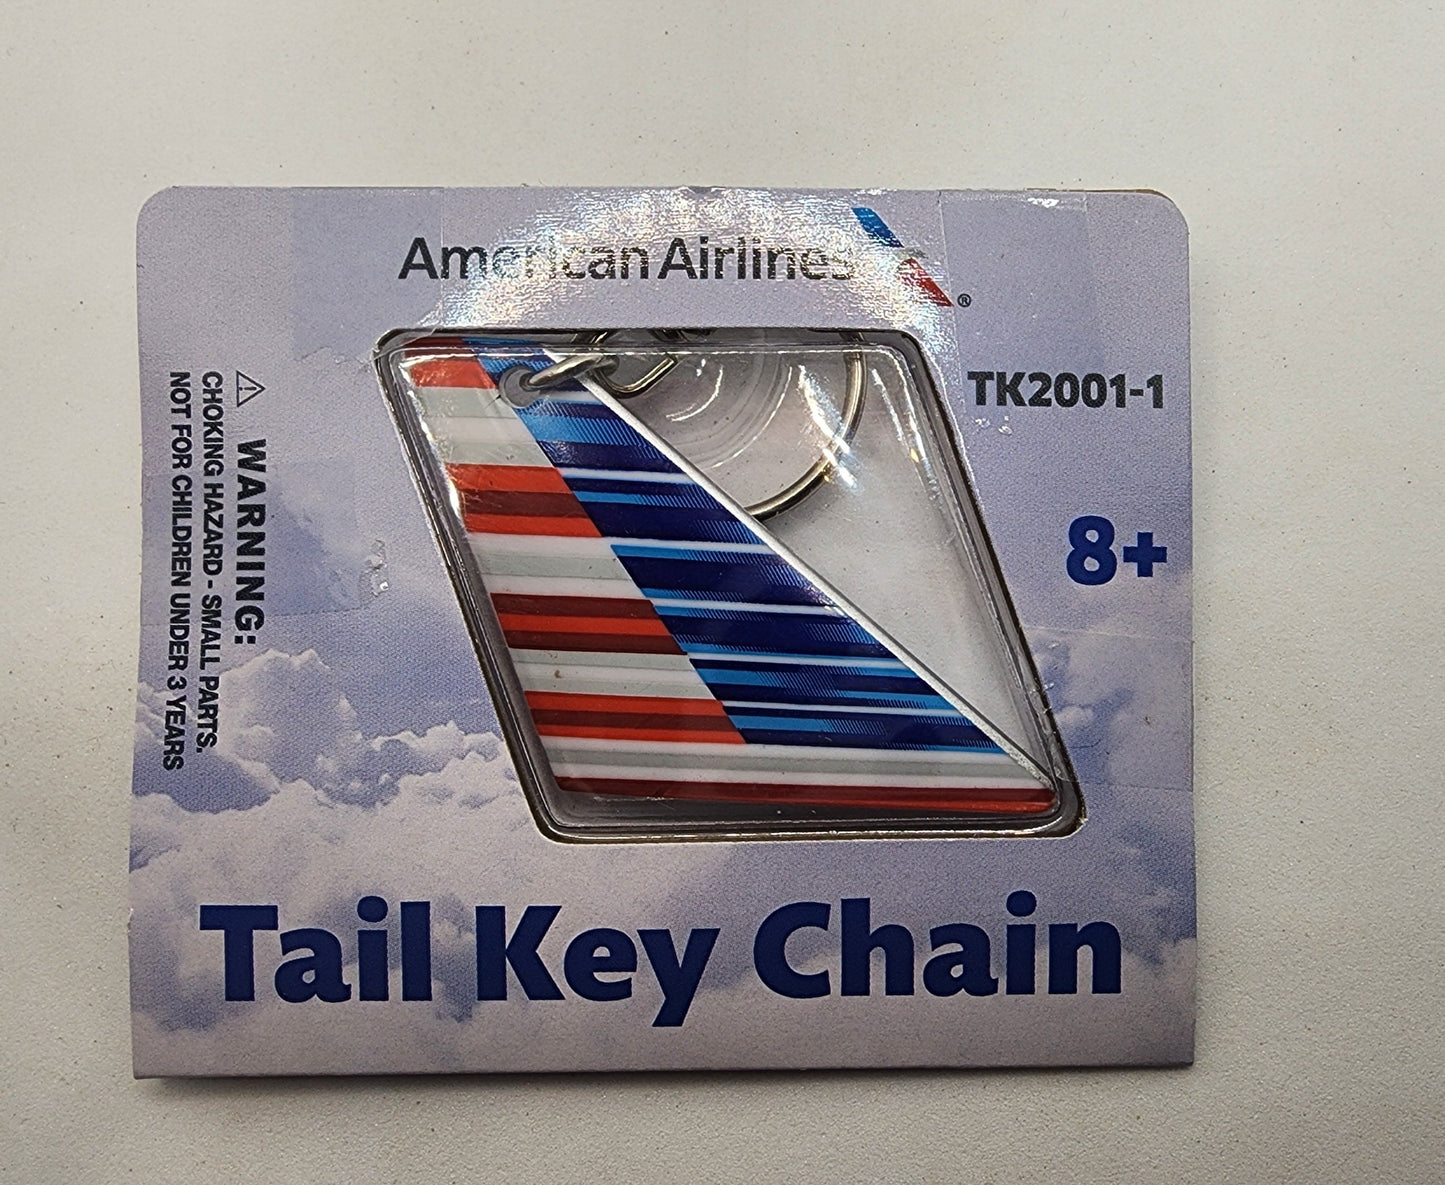 American Airlines ®
TK2001-1
8+
⚠ WARNING:
CHOKING HAZARD - SMALL PARTS.
NOT FOR CHILDREN UNDER 3 YEARS
Tail Key Chain